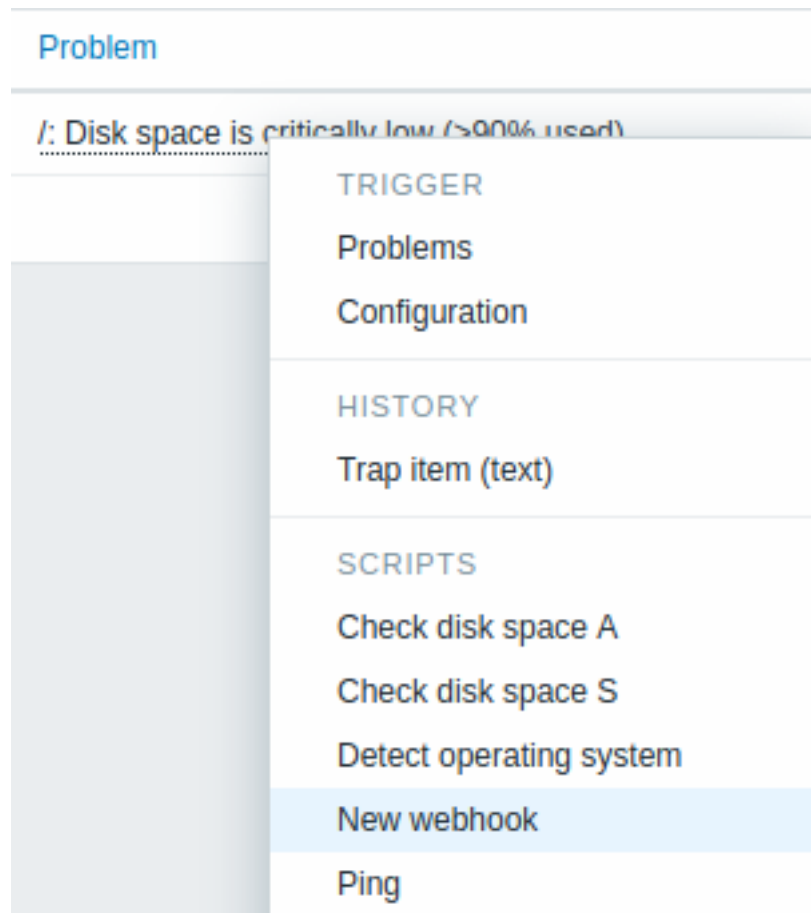 Problem
/: Disk space is critically low (>90% used)
TRIGGER
Problems
Configuration
HISTORY
Trap item (text)
SCRIPTS
Check disk space A
Check disk space S
Detect operating system
New webhook
Ping